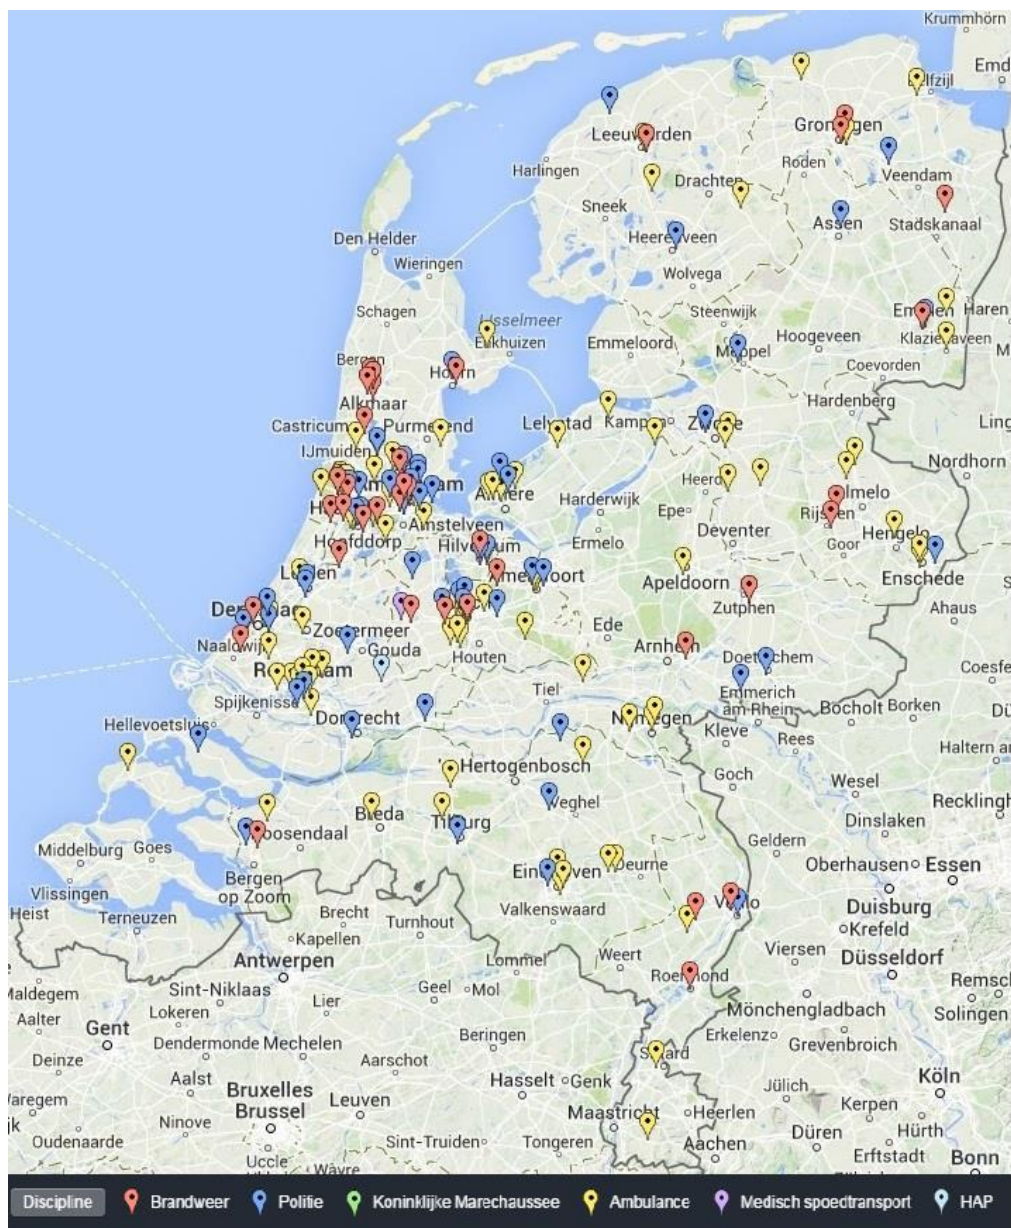 Krummhörn
Emd
Delfzijl
Leeuwarden
Groningen
Harlingen
Roden
Drachten
Veendam
Sneek
Assen
Stadskanaal
Den Helder
Heerenveen
Wieringen
Wolvega
Schagen
IJsselmeer
Steenwijk
Emmen
Haren
Enkhuizen
Emmeloord
Meppel
Hoogeveen
Klazienaveen
Bergen
Hoorn
Coevorden
Alkmaar
Hardenberg
Castricum
Purmerend
Lelystad
Kampen
Zwolle
Ling
IJmuiden
Nordhorn
Almere
Harderwijk
Heerd
Almelo
Epe
Rijssen
Amstelveen
Deventer
Hengelo
Hoofddorp
Hilversum
Ermelo
Goor
Leiden
Amersfoort
Apeldoorn
Enschede
Zutphen
Ahaus
Zoetermeer
Ede
Naaldwijk
Gouda
Houten
Arnhem
Doetinchem
Rotterdam
Coesfe
Spijkenisse
Tiel
Emmerich
am Rhein
Bocholt
Borken
Hellevoetsluis
Dordrecht
Nijmegen
Kleve
Rees
Haltern am
's-Hertogenbosch
Goch
Wesel
Veghel
Recklingh
Breda
Tilburg
Dinslaken
Roosendaal
Middelburg
Goes
Geldern
Bergen
op Zoom
Eindhoven
Deurne
Oberhausen
Essen
Vlissingen
Valkenswaard
Venlo
Duisburg
Heist
Terneuzen
Brecht
Turnhout
Krefeld
Kapellen
Weert
Viersen
Antwerpen
Lommel
Roermond
Düsseldorf
Maldegem
Sint-Niklaas
Geel
Mol
Remsc
Lier
Mönchengladbach
Aalter
Lokeren
Solingen
Gent
Beringen
Erkelenz
Dendermonde
Mechelen
Grevenbroich
Deinze
Aarschot
Sittard
Aalst
Hasselt
Genk
Jülich
Köln
Waregem
Bruxelles
Brussel
Leuven
Maastricht
Heerlen
Kerpen
Ninove
Düren
Hürth
Oudenaarde
Sint-Truiden
Tongeren
Aachen
Erftstadt
Uccle
Wavre
Bonn
Discipline
Brandweer
Politie
Koninklijke Marechaussee
Ambulance
Medisch spoedtransport
HAP